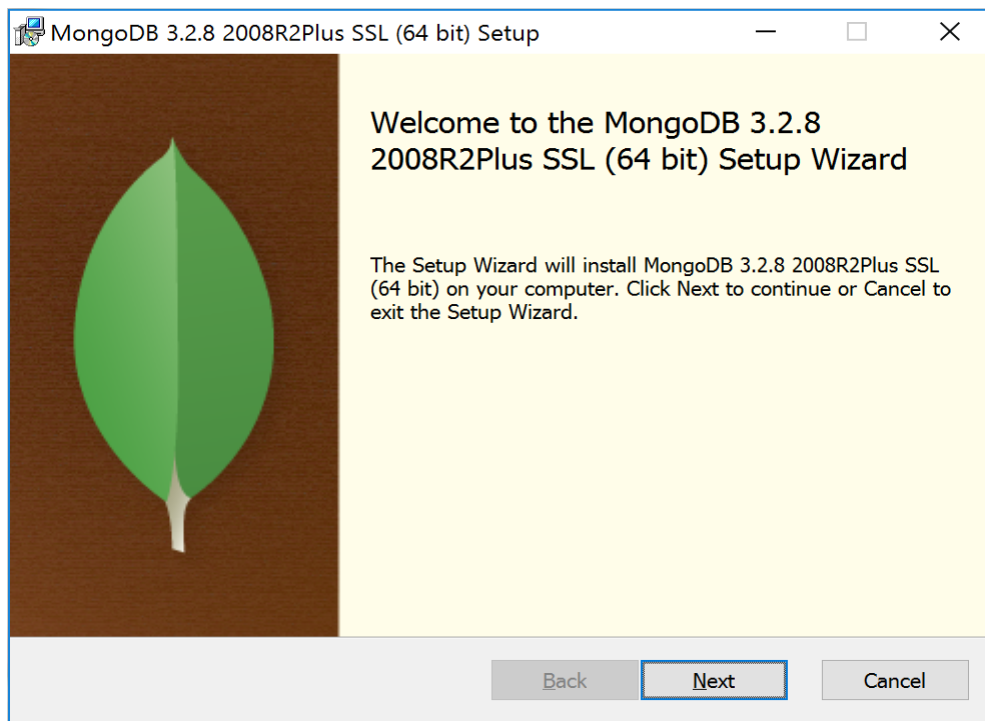 MongoDB 3.2.8 2008R2Plus SSL (64 bit) Setup
Welcome to the MongoDB 3.2.8
2008R2Plus SSL (64 bit) Setup Wizard
The Setup Wizard will install MongoDB 3.2.8 2008R2Plus SSL
(64 bit) on your computer. Click Next to continue or Cancel to
exit the Setup Wizard.
Back Next Cancel